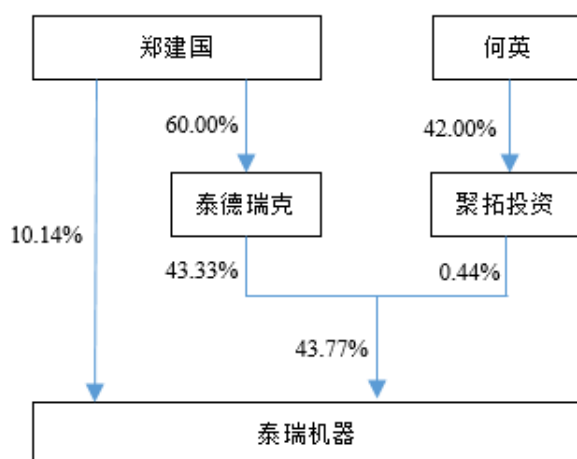 郑建国
何英
60.00%
42.00%
泰德瑞克
聚拓投资
10.14%
43.33%
0.44%
43.77%
泰瑞机器